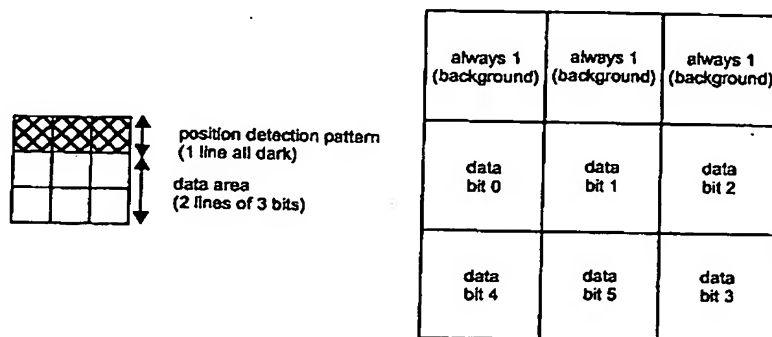 position detection pattern
(1 line all dark)
data area
(2 lines of 3 bits)
always 1
(background)
always 1
(background)
always 1
(background)
data
bit 0
data
bit 1
data
bit 2
data
bit 4
data
bit 5
data
bit 3